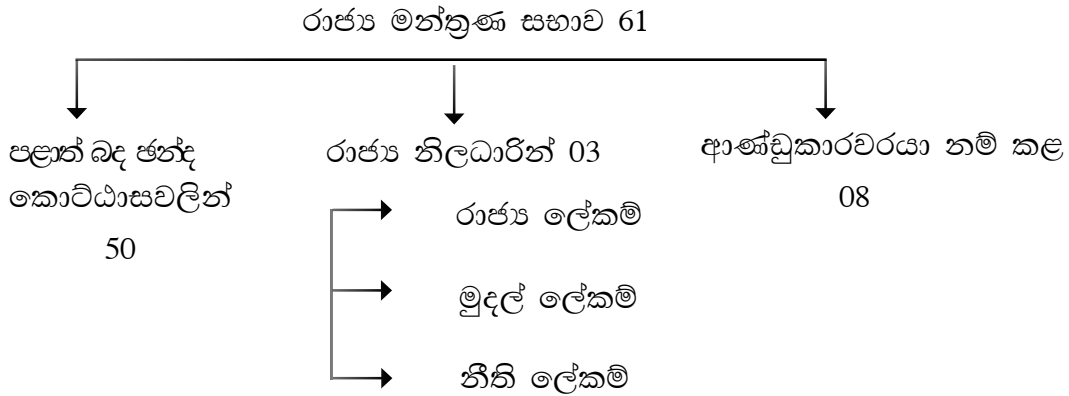 රාජ්‍ය මන්ත්‍රණ සභාව 61
පළාත් බද ඡන්ද
කොට්ඨාසවලින්
50
රාජ්‍ය නිලධාරින් 03
රාජ්‍ය ලේකම්
මුදල් ලේකම්
නීති ලේකම්
ආණ්ඩුකාරවරයා නම් කළ
08